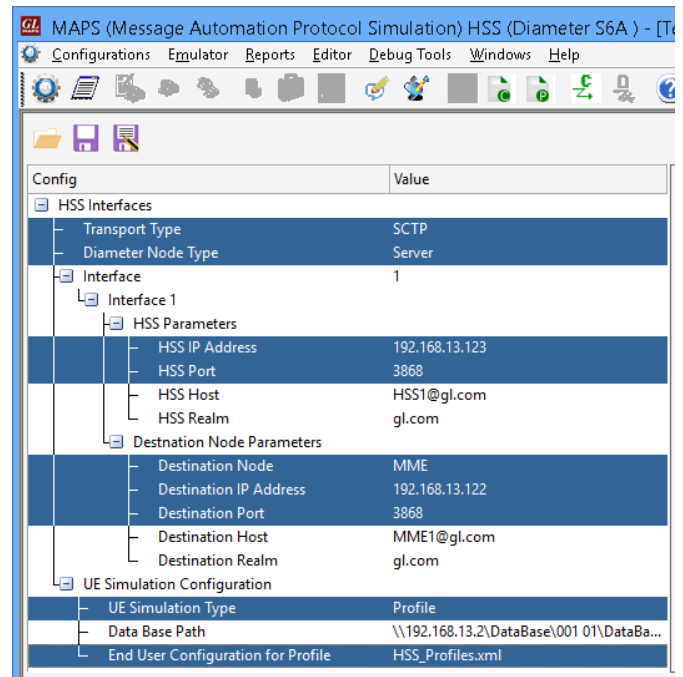 GL MAPS MAPS (Message Automation Protocol Simulation) HSS (Diameter S6A ) - [Te
Configurations Emulator Reports Editor Debug Tools Windows Help
Config Value
HSS Interfaces
Transport Type SCTP
Diameter Node Type Server
Interface 1
Interface 1
HSS Parameters
HSS IP Address 192.168.13.123
HSS Port 3868
HSS Host HSS1@gl.com
HSS Realm gl.com
Destnation Node Parameters
Destination Node MME
Destination IP Address 192.168.13.122
Destination Port 3868
Destination Host MME1@gl.com
Destination Realm gl.com
UE Simulation Configuration
UE Simulation Type Profile
Data Base Path \\192.168.13.2\DataBase\001 01\DataBa...
End User Configuration for Profile HSS_Profiles.xml